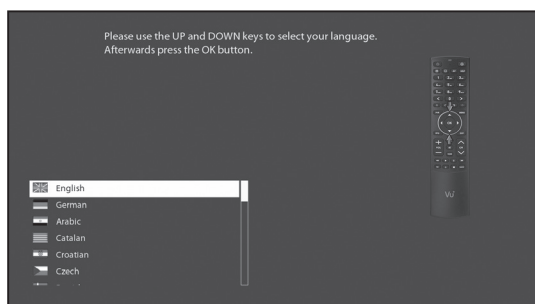 Please use the UP and DOWN keys to select your language.
Afterwards press the OK button.
OK
English
German
Arabic
Catalan
Croatian
Czech